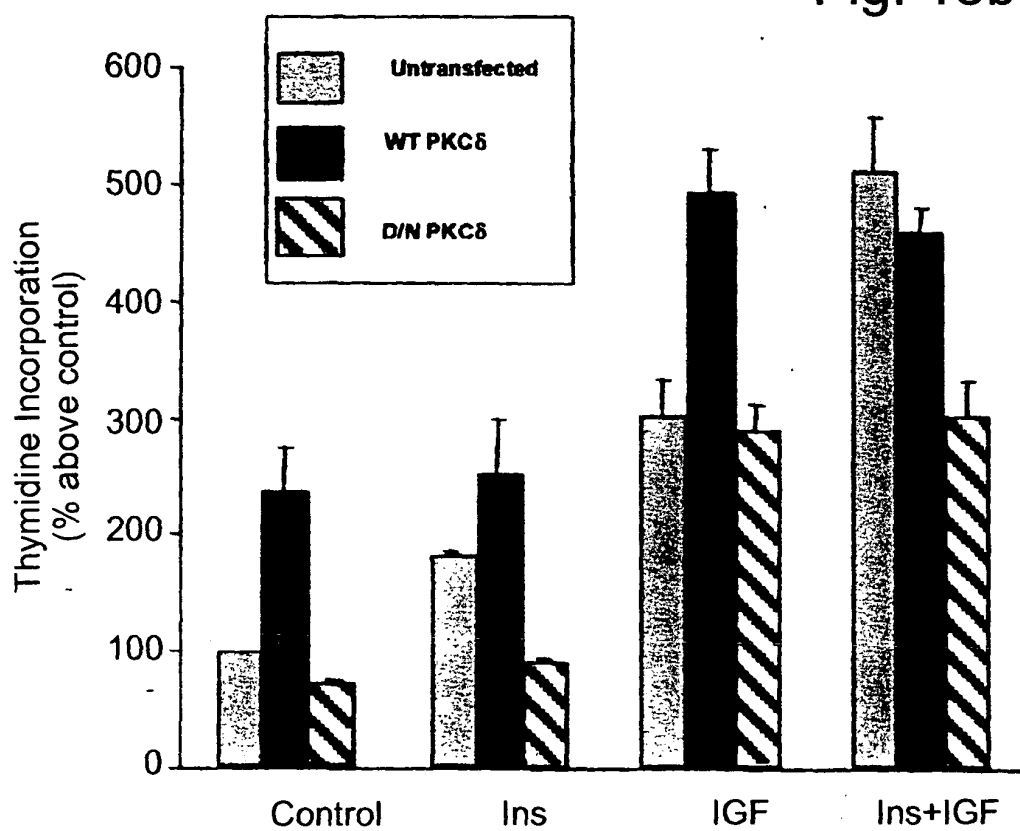 Untransfected
WT PKCδ
D/N PKCδ
Thymidine Incorporation
(% above control)
600
500
400
300
200
100
0
Control Ins IGF Ins+IGF